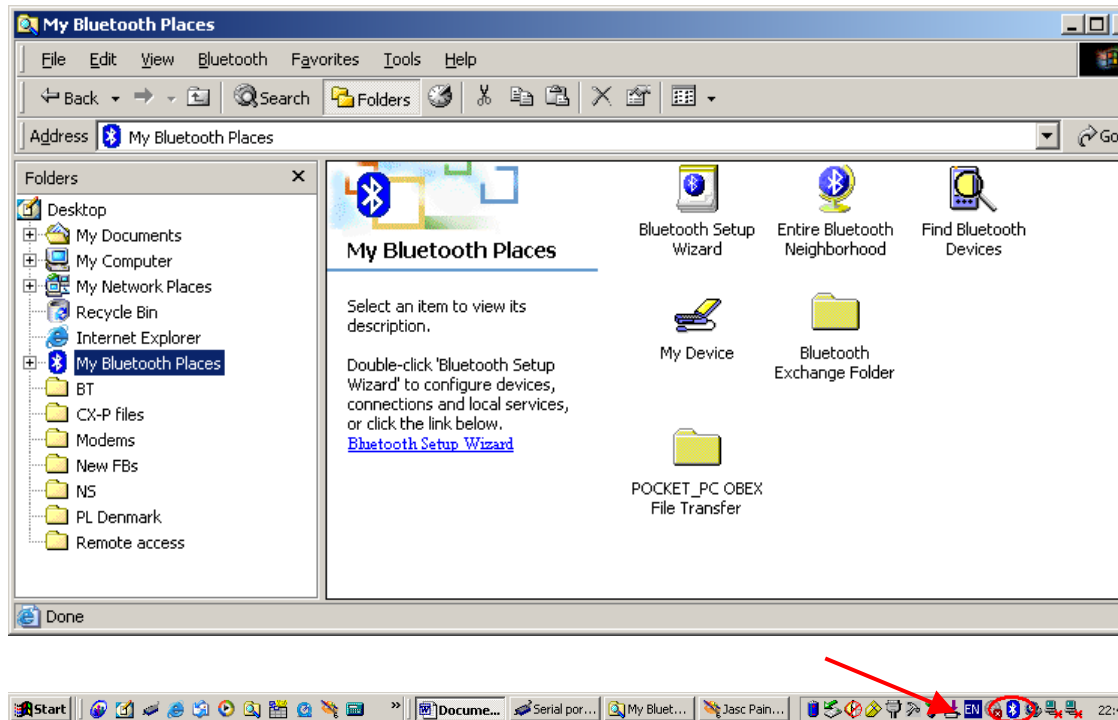 My Bluetooth Places
File Edit View Bluetooth Favorites Tools Help
Back Search Folders
Address My Bluetooth Places Go
Folders
Desktop
My Documents
My Computer
My Network Places
Recycle Bin
Internet Explorer
My Bluetooth Places
BT
CX-P files
Modems
New FBs
NS
PL Denmark
Remote access
My Bluetooth Places
Select an item to view its
description.
Double-click 'Bluetooth Setup
Wizard' to configure devices,
connections and local services,
or click the link below.
Bluetooth Setup Wizard
Bluetooth Setup
Wizard
Entire Bluetooth
Neighborhood
Find Bluetooth
Devices
My Device
Bluetooth
Exchange Folder
POCKET_PC OBEX
File Transfer
Done
Start » Docume... Serial por... My Bluet... Jasc Pain... EN 22